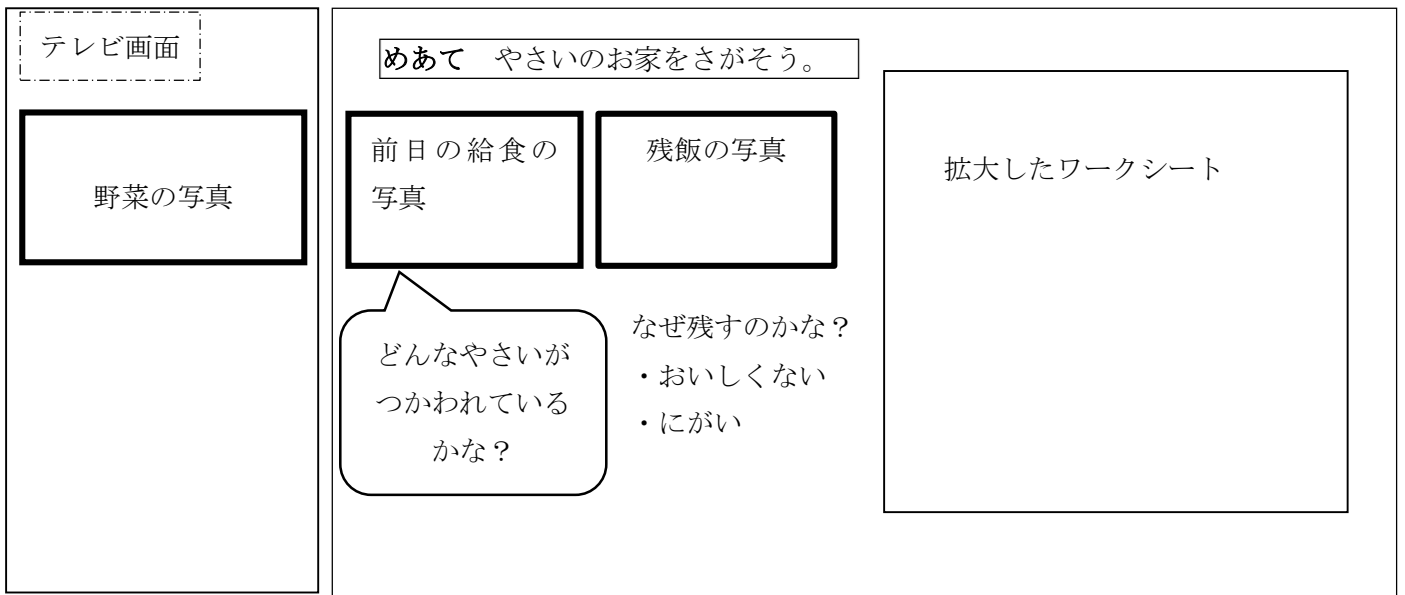 テレビ画面
野菜の写真
めあて　やさいのお家をさがそう。
前日の給食の
写真
残飯の写真
どんなやさいが
つかわれている
かな？
なぜ残すのかな？
・おいしくない
・にがい
拡大したワークシート